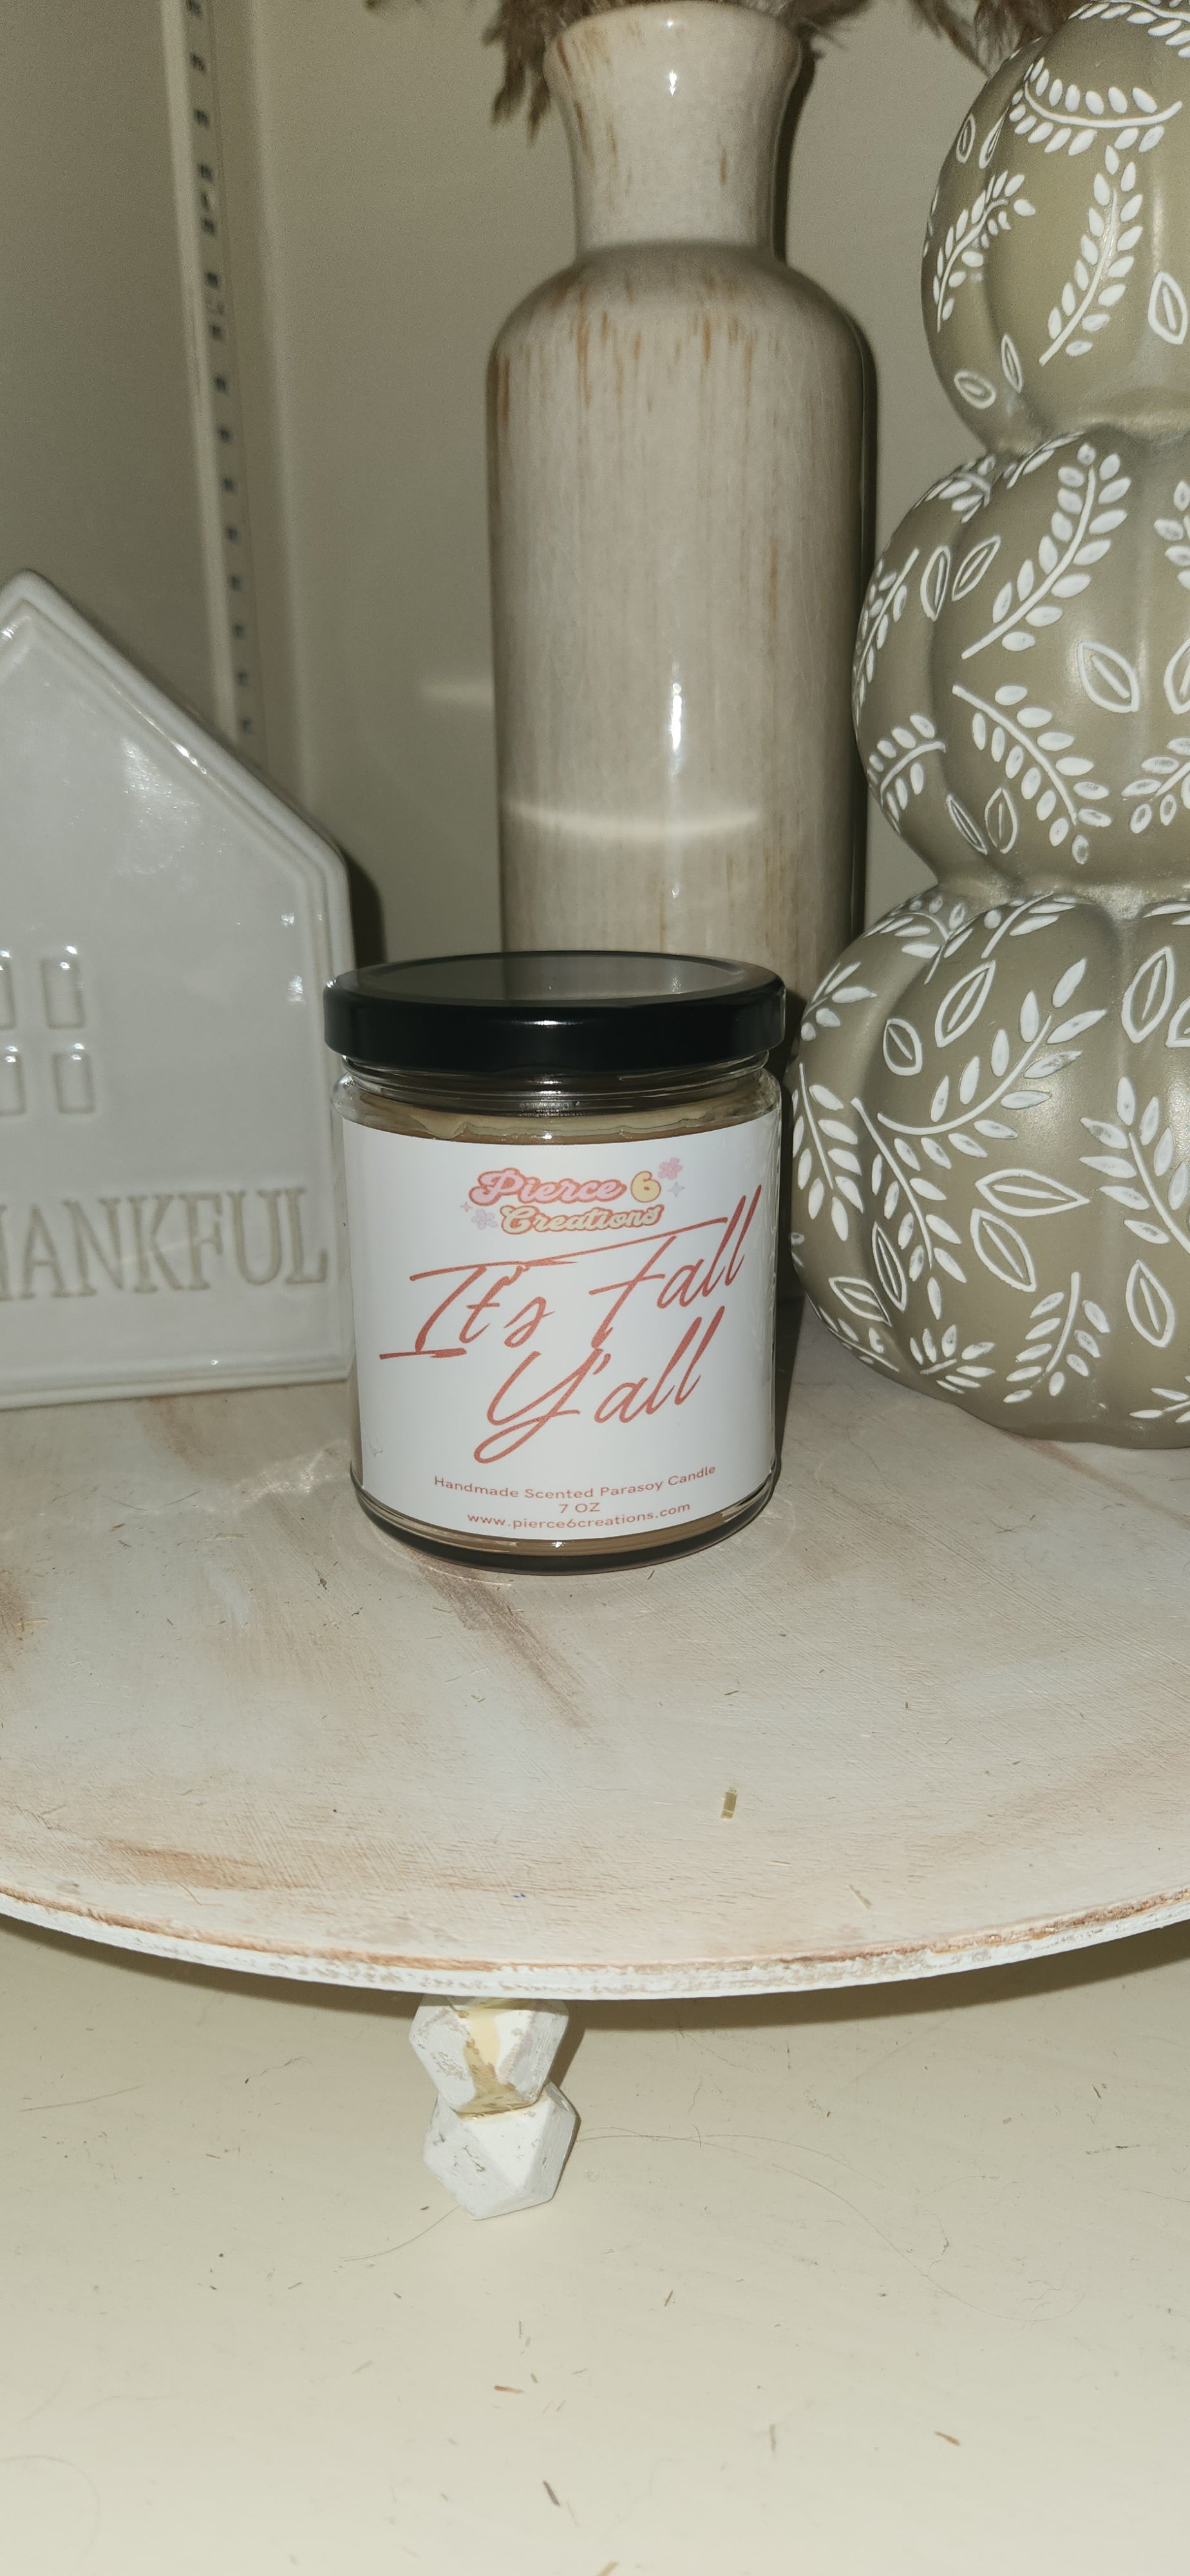 HANKFUL
Pierce 6
Creations
It's Fall
Y'all
Handmade Scented Parasoy Candle
7 OZ
www.pierce6creations.com